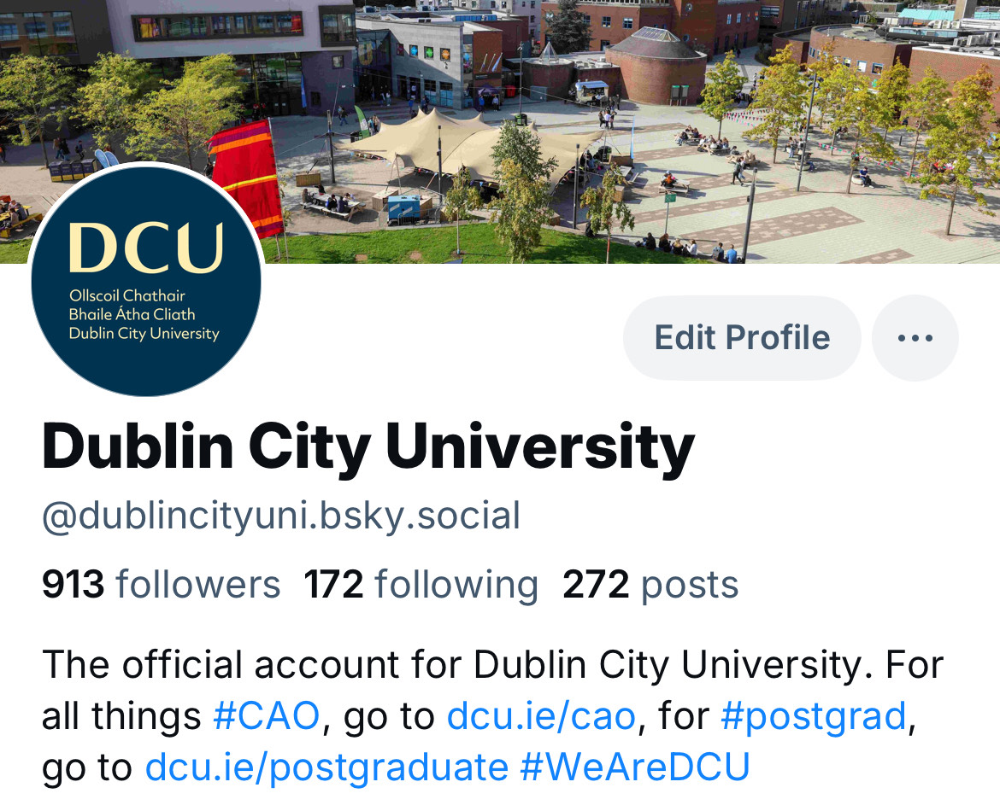 DCU
Ollscoil Chathair
Bhaile Átha Cliath
Dublin City University
Edit Profile
Dublin City University
@dublincityuni.bsky.social
913 followers 172 following 272 posts
The official account for Dublin City University. For
all things #CAO, go to dcu.ie/cao, for #postgrad,
go to dcu.ie/postgraduate #WeAreDCU